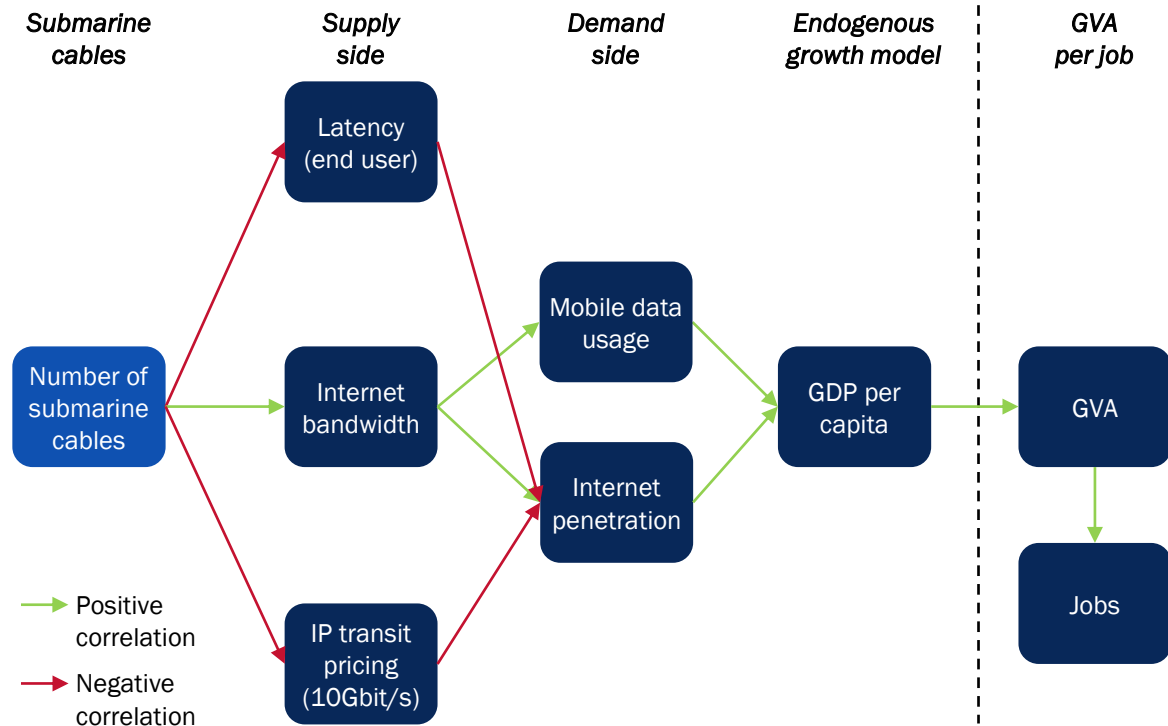 Submarine
cables
Supply
side
Demand
side
Endogenous
growth model
GVA
per job
Latency
(end user)
Mobile data
usage
Number of
submarine
cables
Internet
bandwidth
GDP per
capita
GVA
Internet
penetration
Jobs
IP transit
pricing
(10Gbit/s)
Positive
correlation
Negative
correlation